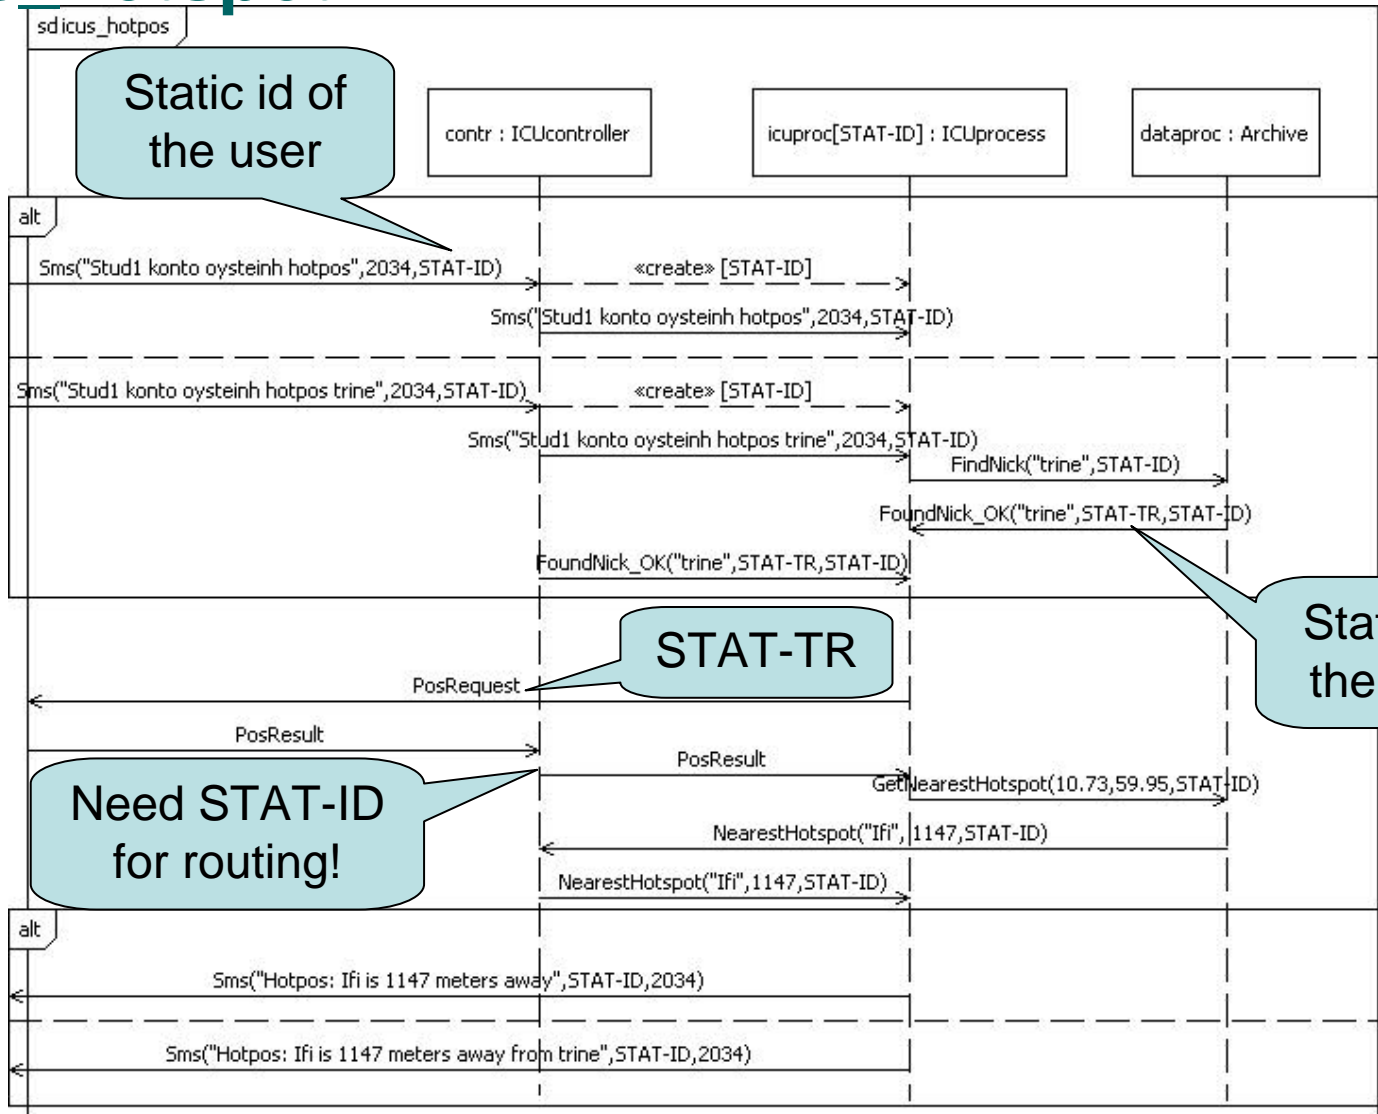 sd icus_hotpos
Static id of
the user
contr : ICUcontroller
icuproc[STAT-ID] : ICUprocess
dataproc : Archive
alt
Sms("Stud1 konto oysteinh hotpos",2034,STAT-ID)
«create» [STAT-ID]
Sms("Stud1 konto oysteinh hotpos",2034,STAT-ID)
Sms("Stud1 konto oysteinh hotpos trine",2034,STAT-ID)
«create» [STAT-ID]
Sms("Stud1 konto oysteinh hotpos trine",2034,STAT-ID)
FindNick("trine",STAT-ID)
FoundNick_OK("trine",STAT-TR,STAT-ID)
FoundNick_OK("trine",STAT-TR,STAT-ID)
the
STAT-TR
PosRequest
PosResult
PosResult
Need STAT-ID
for routing!
GetNearestHotspot(10.73,59.95,STAT-ID)
NearestHotspot("Ifi", 1147,STAT-ID)
NearestHotspot("Ifi",1147,STAT-ID)
alt
Sms("Hotpos: Ifi is 1147 meters away",STAT-ID,2034)
Sms("Hotpos: Ifi is 1147 meters away from trine",STAT-ID,2034)